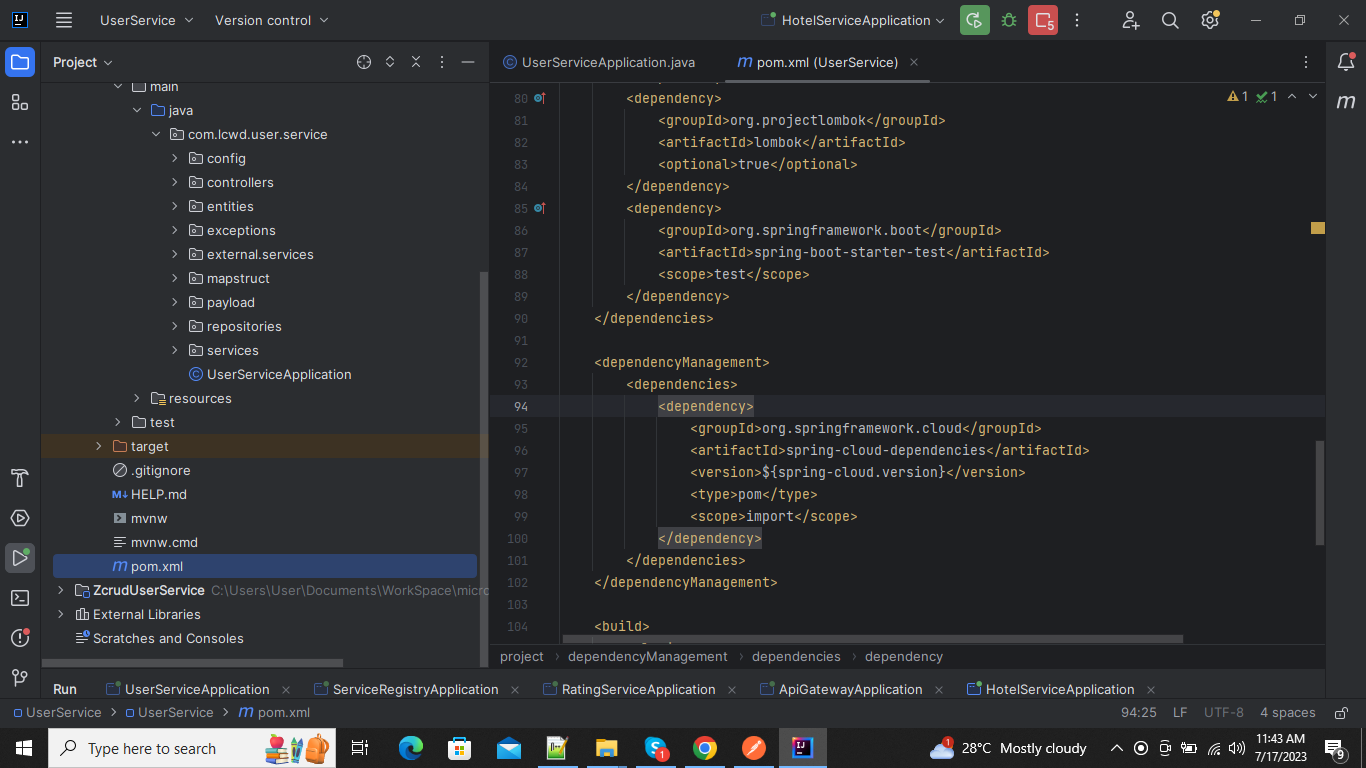 UserService
Version control
HotelServiceApplication
5
Project
UserServiceApplication.java
pom.xml (UserService)
main
java
com.lcwd.user.service
config
controllers
entities
exceptions
external.services
mapstruct
payload
repositories
services
UserServiceApplication
resources
test
target
.gitignore
HELP.md
mvnw
mvnw.cmd
pom.xml
ZcrudUserService C:\Users\User\Documents\WorkSpace\micro
External Libraries
Scratches and Consoles
1 1
80 <dependency>
81 <groupId>org.projectlombok</groupId>
82 <artifactId>lombok</artifactId>
83 <optional>true</optional>
84 </dependency>
85 <dependency>
86 <groupId>org.springframework.boot</groupId>
87 <artifactId>spring-boot-starter-test</artifactId>
88 <scope>test</scope>
89 </dependency>
90 </dependencies>
91
92 <dependencyManagement>
93 <dependencies>
94 <dependency>
95 <groupId>org.springframework.cloud</groupId>
96 <artifactId>spring-cloud-dependencies</artifactId>
97 <version>${spring-cloud.version}</version>
98 <type>pom</type>
99 <scope>import</scope>
100 </dependency>
101 </dependencies>
102 </dependencyManagement>
103
104 <build>
project dependencyManagement dependencies dependency
Run UserServiceApplication ServiceRegistryApplication RatingServiceApplication ApiGatewayApplication HotelServiceApplication
UserService UserService pom.xml
94:25 LF UTF-8 4 spaces
Type here to search
1
1
28°C Mostly cloudy
11:43 AM
7/17/2023
9